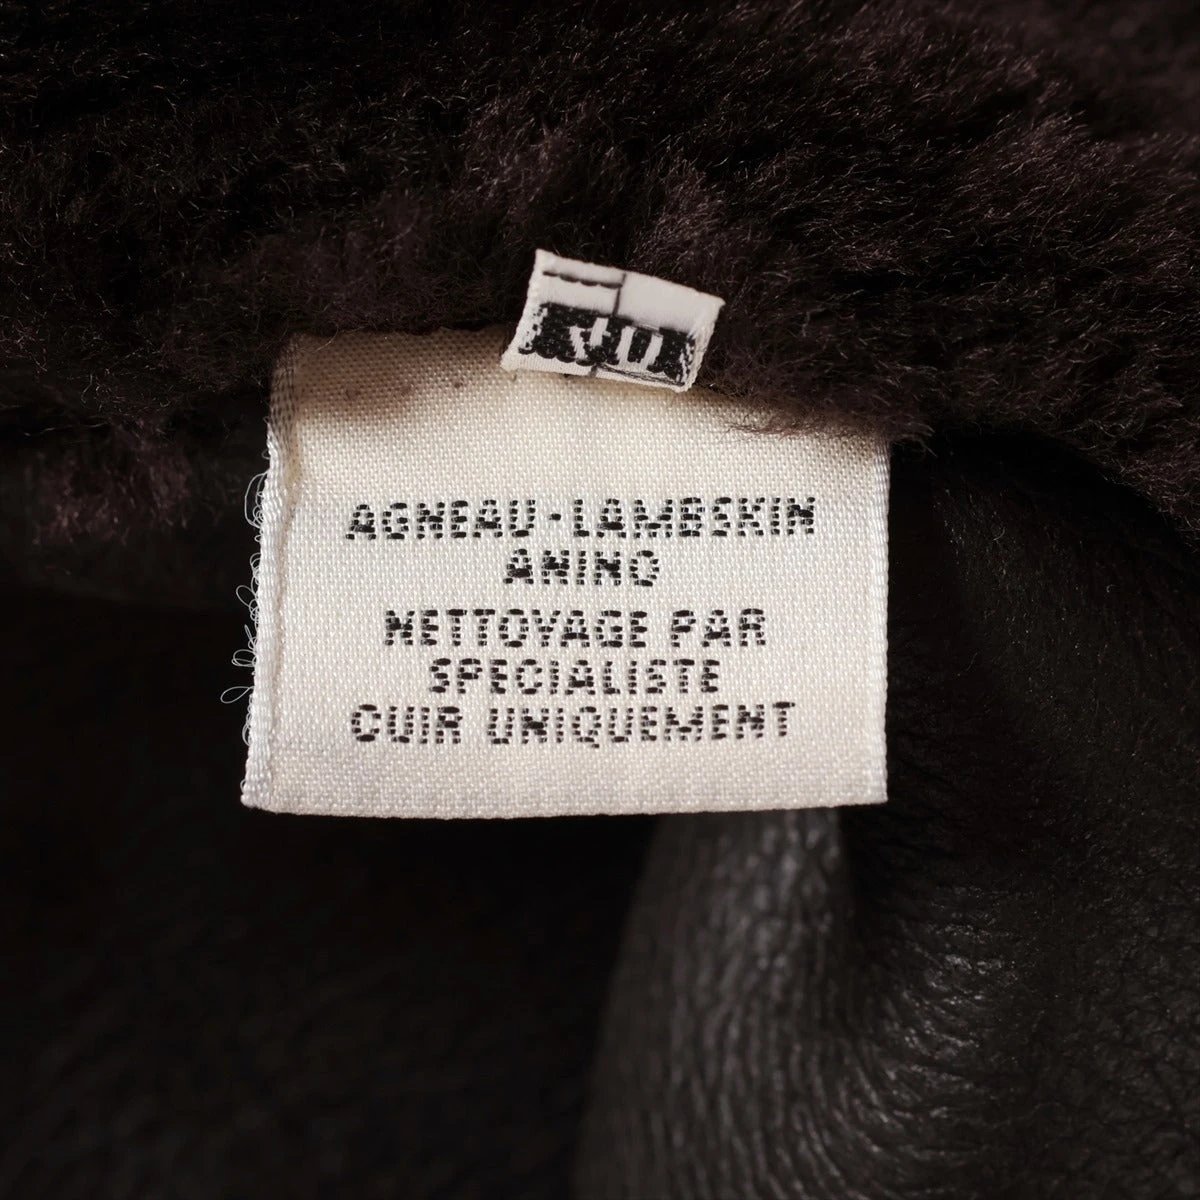 AGNEAU-LAMBSKIN
ANINO
NETTOYAGE PAR
SPECIALISTE
CUIR UNIQUEMENT